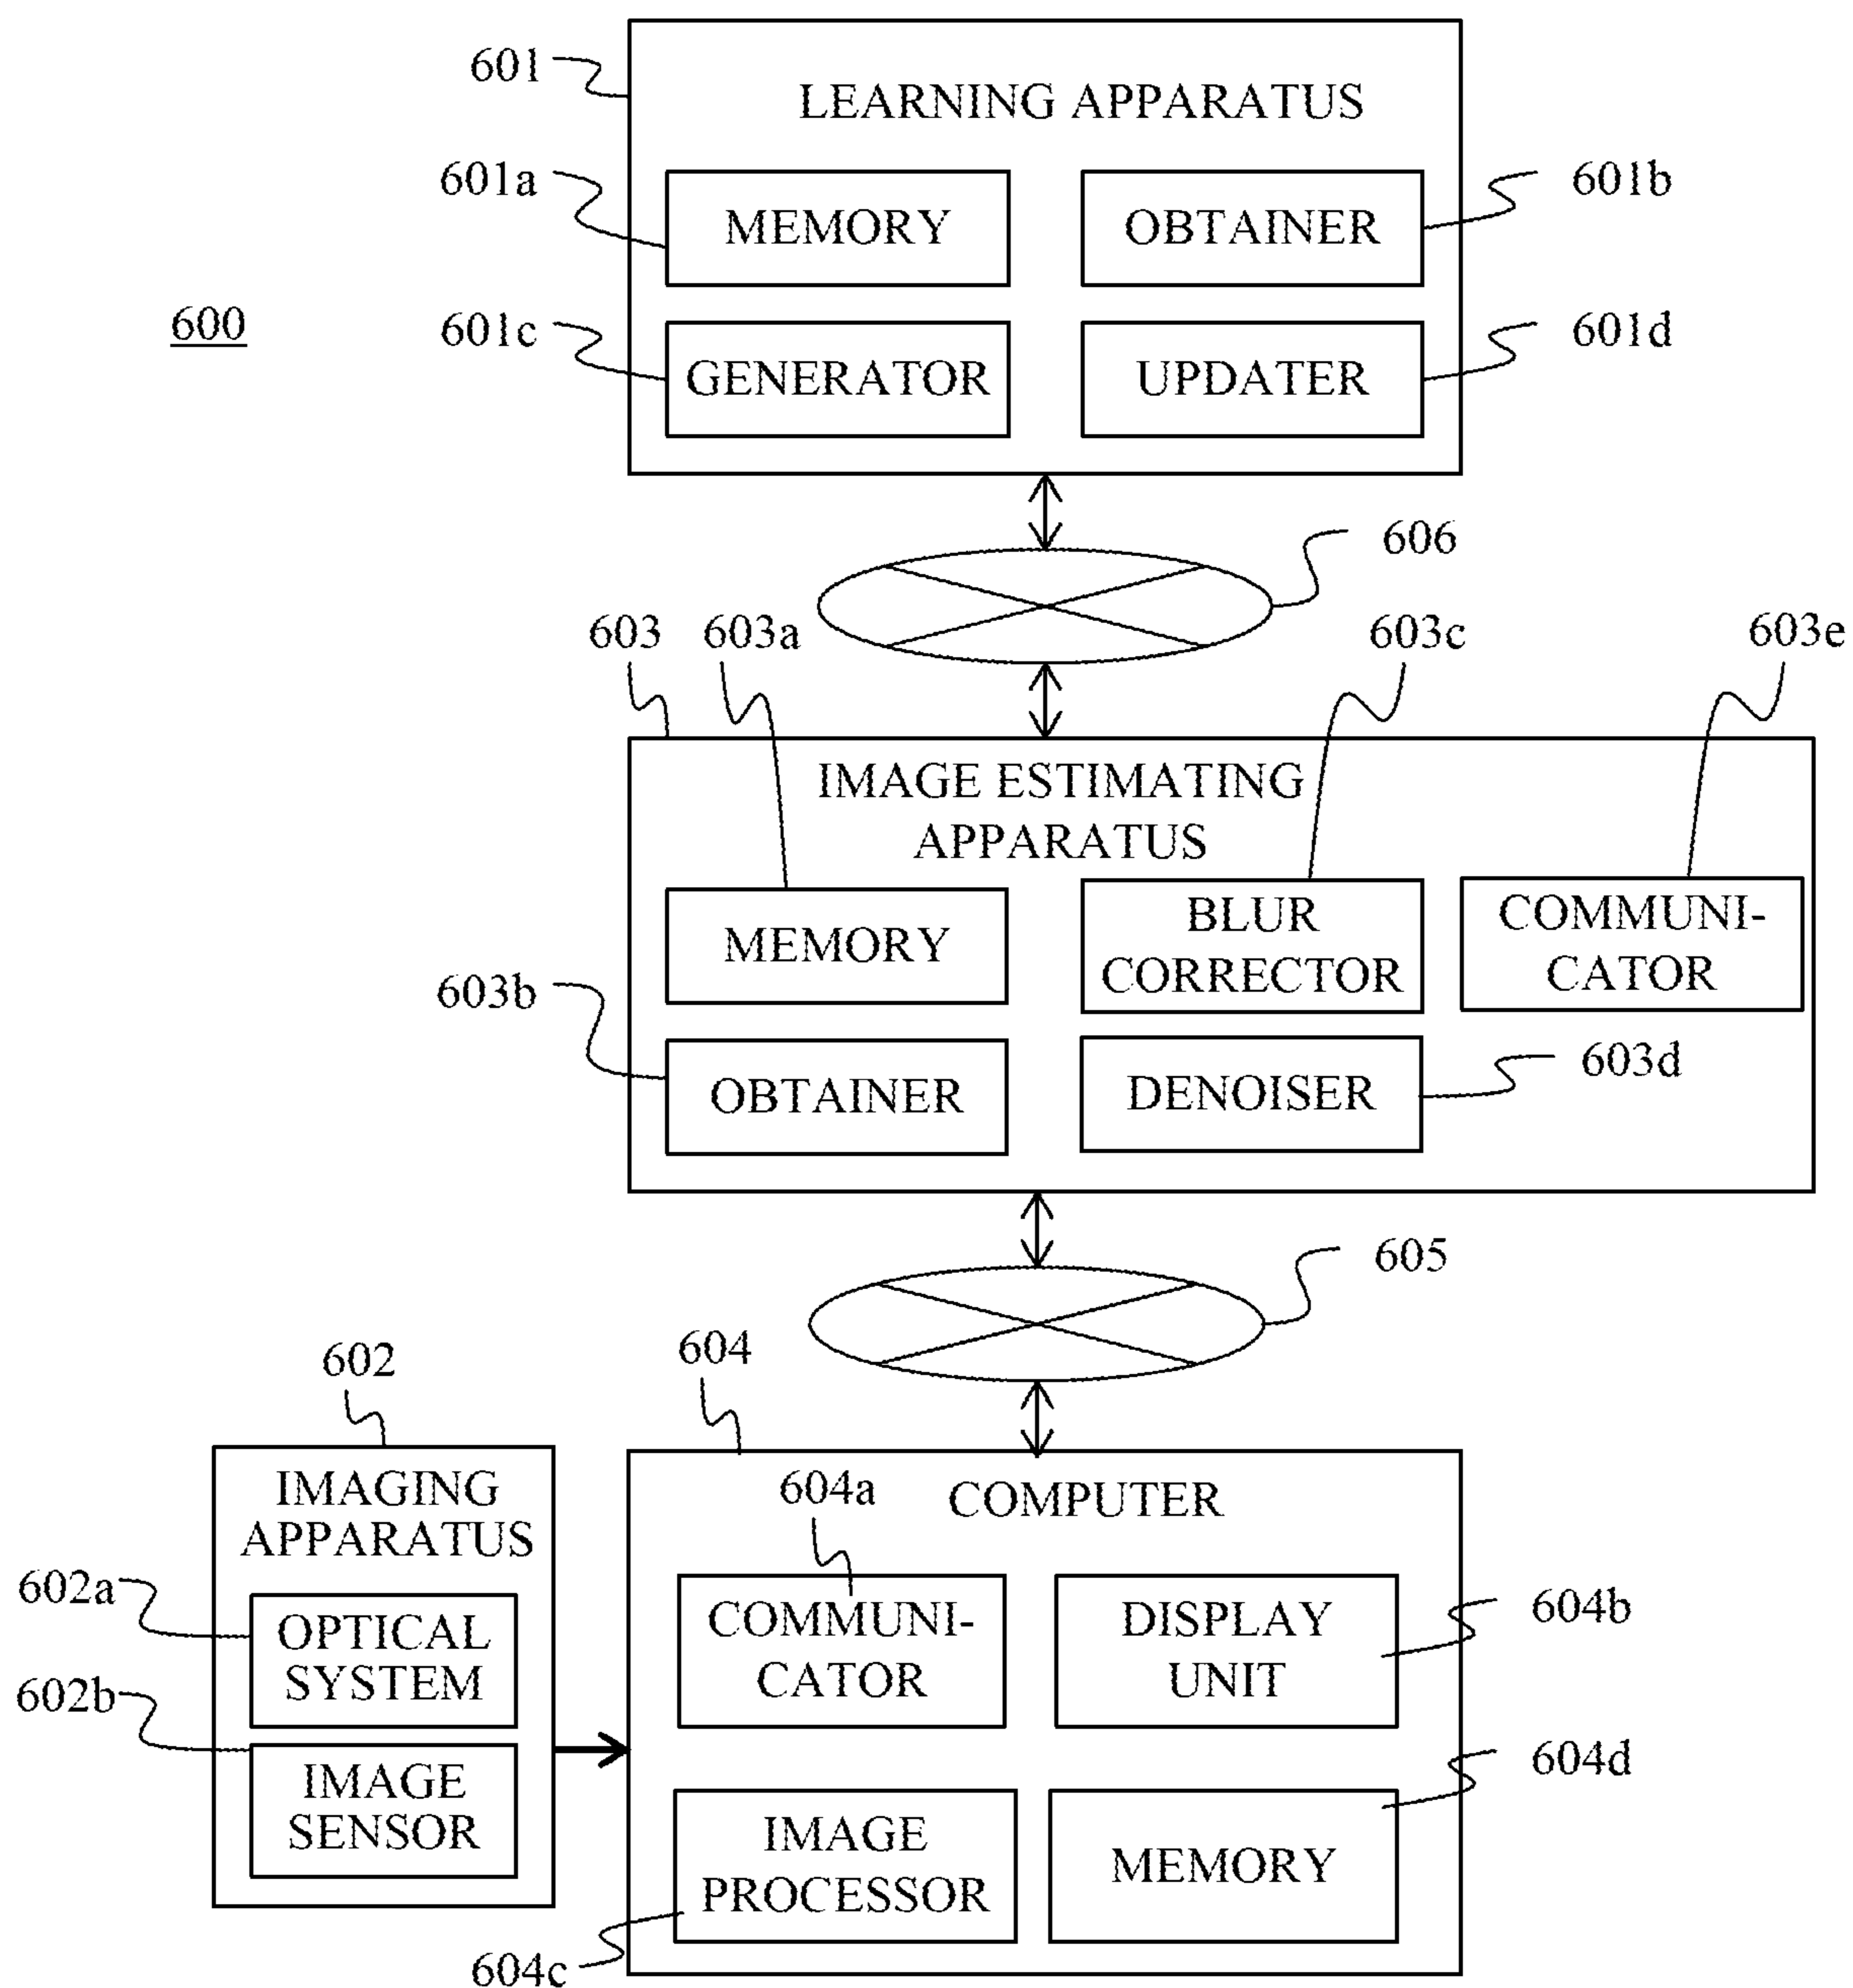 601
LEARNING APPARATUS
601a
MEMORY
OBTAINER
601b
600
601c
GENERATOR
UPDATER
601d
606
603
603a
603c
603e
IMAGE ESTIMATING
APPARATUS
MEMORY
BLUR
CORRECTOR
COMMUNI-
CATOR
603b
OBTAINER
DENOISER
603d
605
602
604
IMAGING
APPARATUS
604a
COMPUTER
602a
OPTICAL
SYSTEM
COMMUNI-
CATOR
DISPLAY
UNIT
604b
602b
IMAGE
SENSOR
604d
IMAGE
PROCESSOR
MEMORY
604c